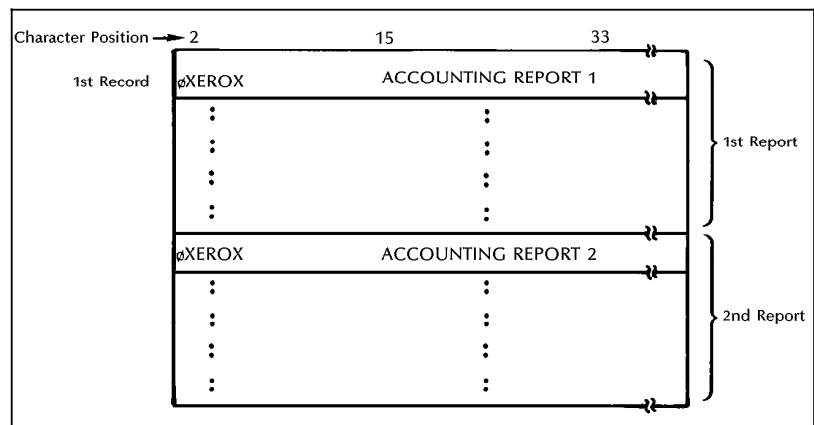 Character Position 2 15 33
1st Record øXEROX ACCOUNTING REPORT 1
1st Report
øXEROX ACCOUNTING REPORT 2
2nd Report